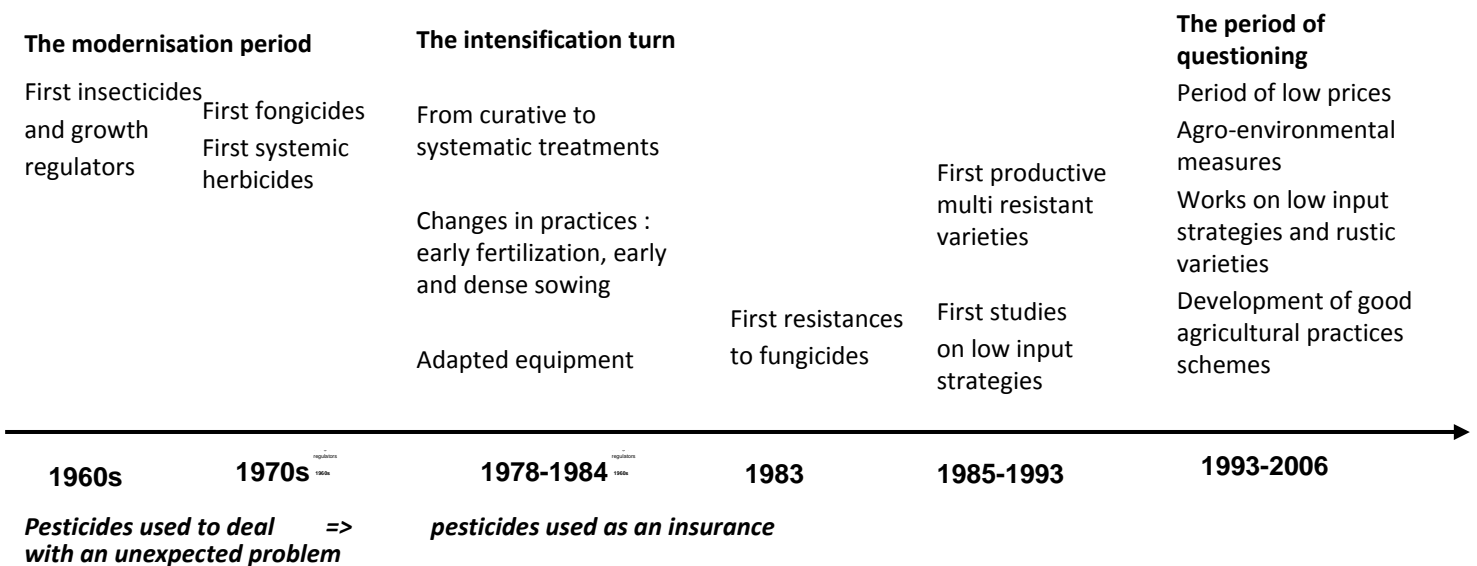 The modernisation period
First insecticides
and growth
regulators
First fongicides
First systemic
herbicides
The intensification turn
From curative to
systematic treatments
Changes in practices :
early fertilization, early
and dense sowing
Adapted equipment
First resistances
to fungicides
First productive
multi resistant
varieties
First studies
on low input
strategies
The period of
questioning
Period of low prices
Agro-environmental
measures
Works on low input
strategies and rustic
varieties
Development of good
agricultural practices
schemes
1960s
1970s
regulators
1960s
1978-1984
regulators
1960s
1983
1985-1993
1993-2006
Pesticides used to deal =>
with an unexpected problem
pesticides used as an insurance